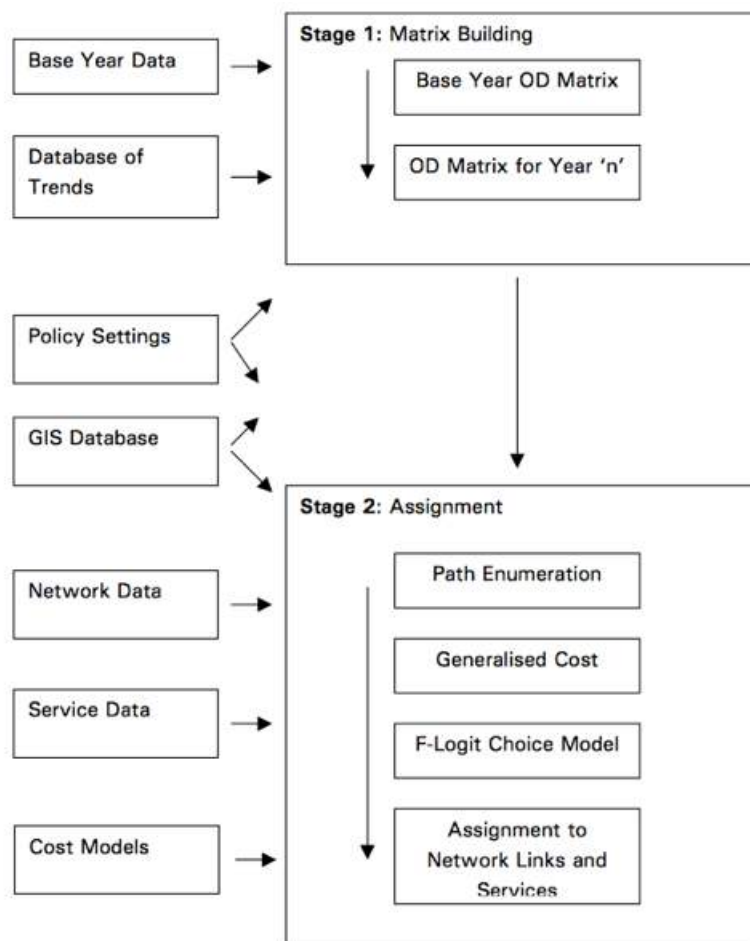 Stage 1: Matrix Building
Base Year Data
Base Year OD Matrix
Database of
Trends
OD Matrix for Year ‘n’
Policy Settings
GIS Database
Stage 2: Assignment
Path Enumeration
Network Data
Generalised Cost
Service Data
F-Logit Choice Model
Cost Models
Assignment to
Network Links and
Services